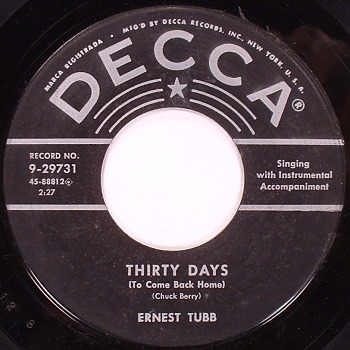 MARCA REGISTRADA • MFG'D BY DECCA RECORDS, INC., NEW YORK, U. S. A.
DECCA®
RECORD NO.
9-29731
45-88812
2:27
Singing
with Instrumental
Accompaniment
THIRTY DAYS
(To Come Back Home)
(Chuck Berry)
ERNEST TUBB